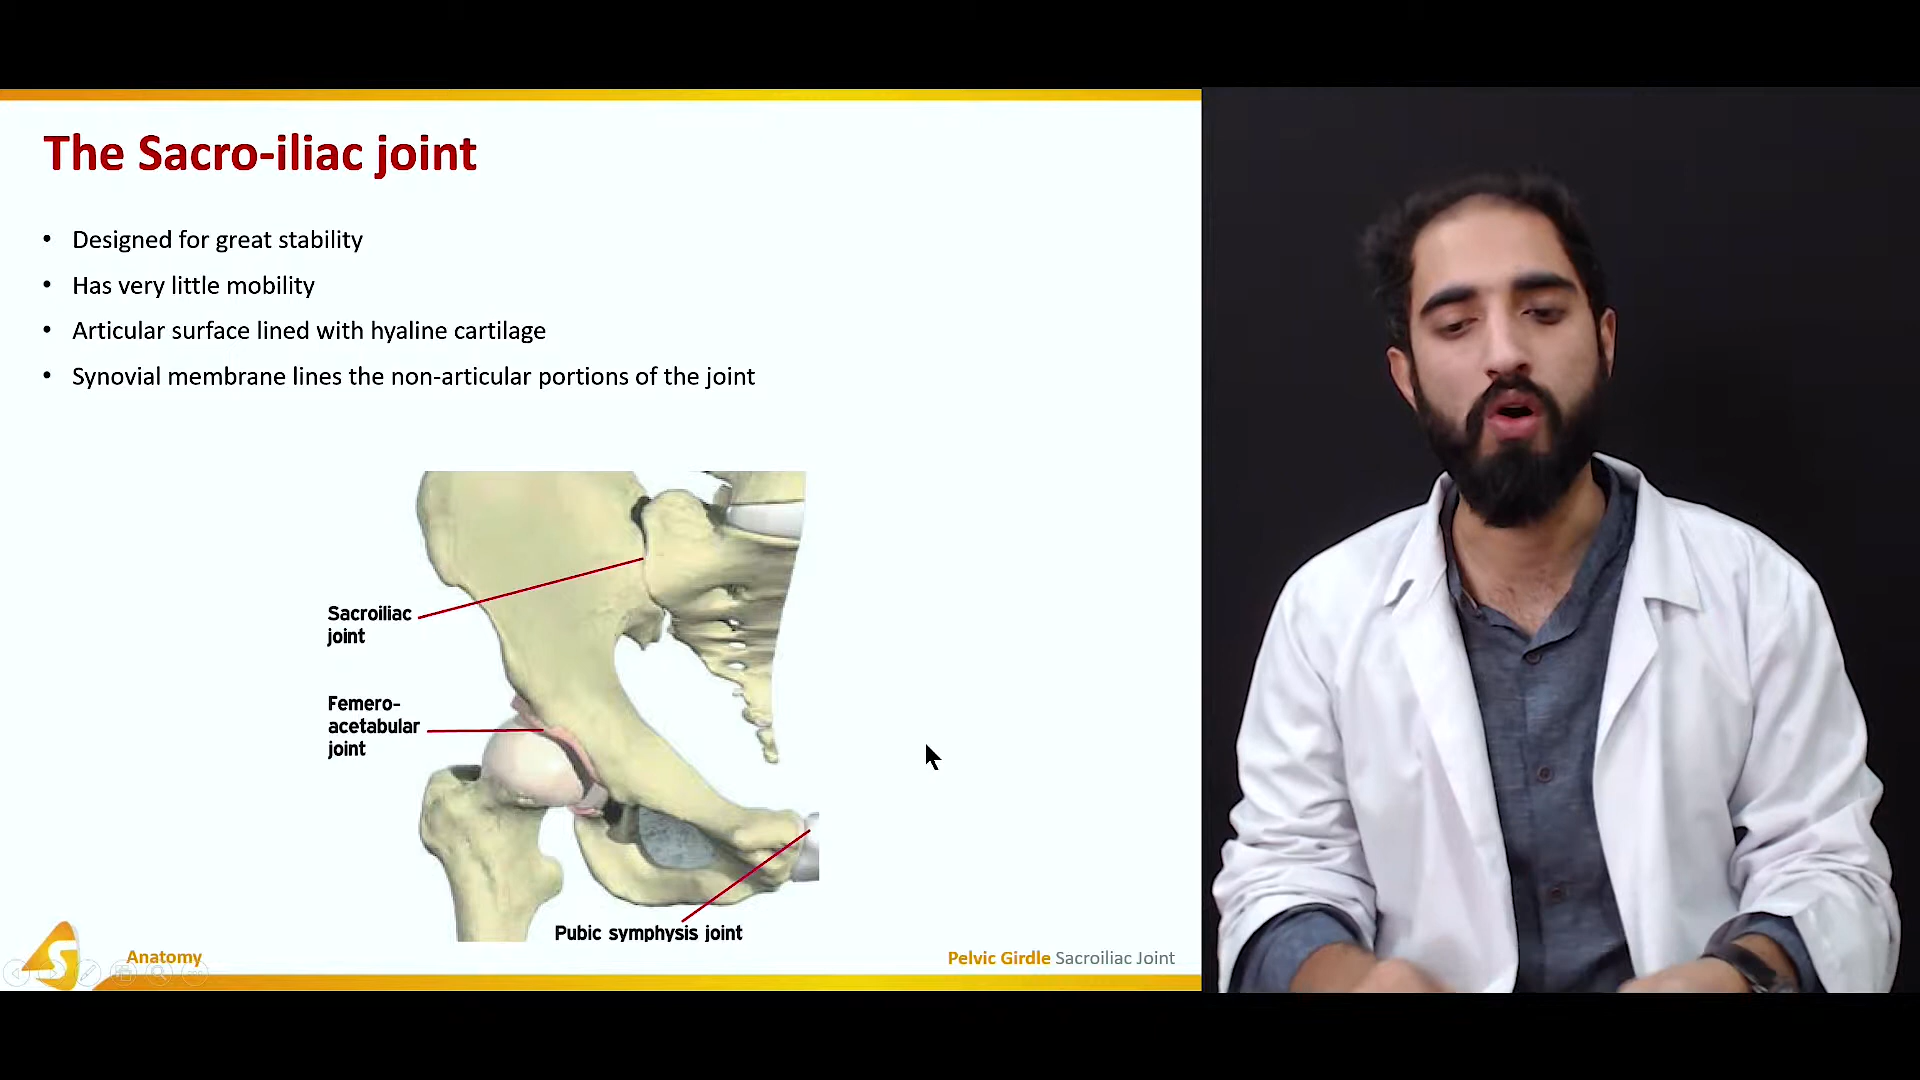 The Sacro-iliac joint
• Designed for great stability
• Has very little mobility
• Articular surface lined with hyaline cartilage
• Synovial membrane lines the non-articular portions of the joint
Sacroiliac
joint
Femero-
acetabular
joint
Pubic symphysis joint
S
Anatomy
Pelvic Girdle Sacroiliac Joint